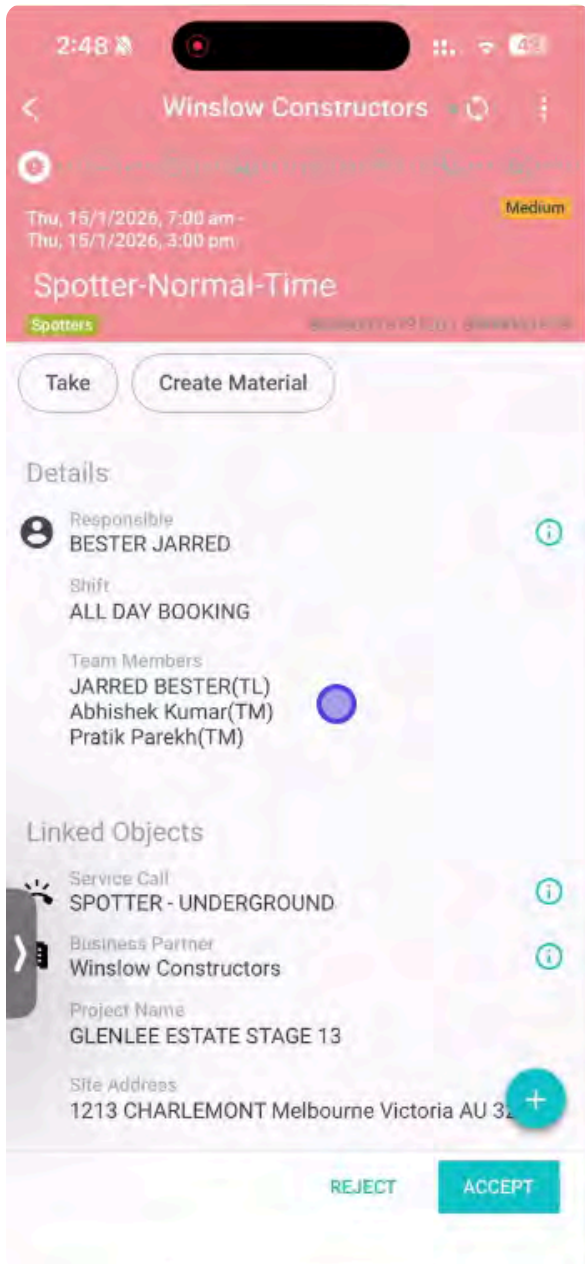 2:48
Winslow Constructors
Thu, 15/1/2026, 7:00 am -
Thu, 15/1/2026, 3:00 pm
Medium
Spotter-Normal-Time
Spotters
Take
Create Material
Details
Responsible
BESTER JARRED
Shift
ALL DAY BOOKING
Team Members
JARRED BESTER(TL)
Abhishek Kumar(TM)
Pratik Parekh(TM)
Linked Objects
Service Call
SPOTTER - UNDERGROUND
Business Partner
Winslow Constructors
Project Name
GLENLEE ESTATE STAGE 13
Site Address
1213 CHARLEMONT Melbourne Victoria AU
REJECT
ACCEPT